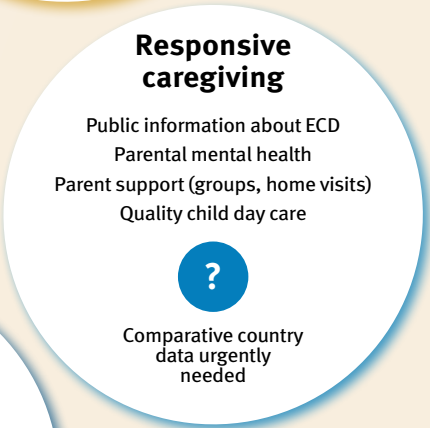 Responsive
caregiving
Public information about ECD
Parental mental health
Parent support (groups, home visits)
Quality child day care
?
Comparative country
data urgently
needed